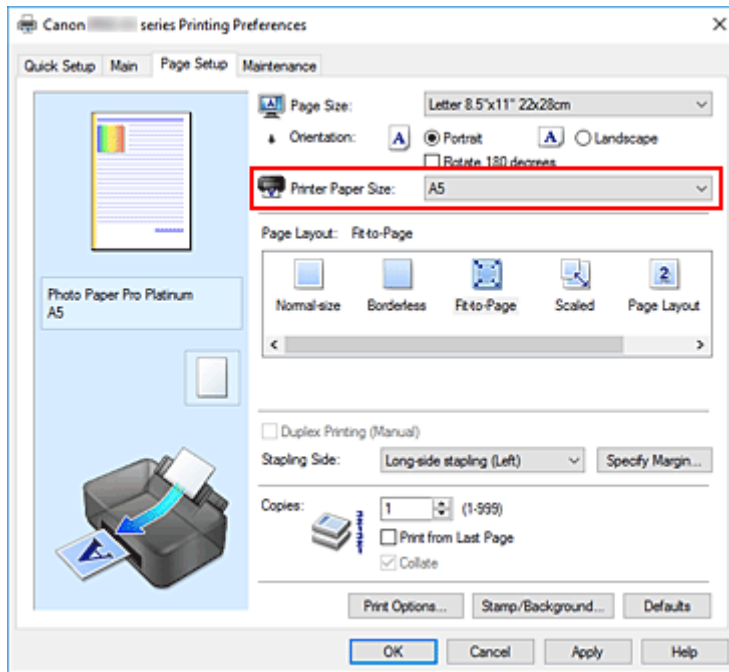 Canon series Printing Preferences
Quick Setup Main Page Setup Maintenance
Page Size: Letter 8.5"x11" 22x28cm
Orientation: A Portrait A Landscape
Rotate 180 degrees
Printer Paper Size: A5
Page Layout: Fit-to-Page
Normal-size Borderless Fit-to-Page Scaled Page Layout
Photo Paper Pro Platinum
A5
Duplex Printing (Manual)
Stapling Side: Long-side stapling (Left) Specify Margin...
Copies: 1 (1-999)
Print from Last Page
Collate
Print Options... Stamp/Background... Defaults
OK Cancel Apply Help